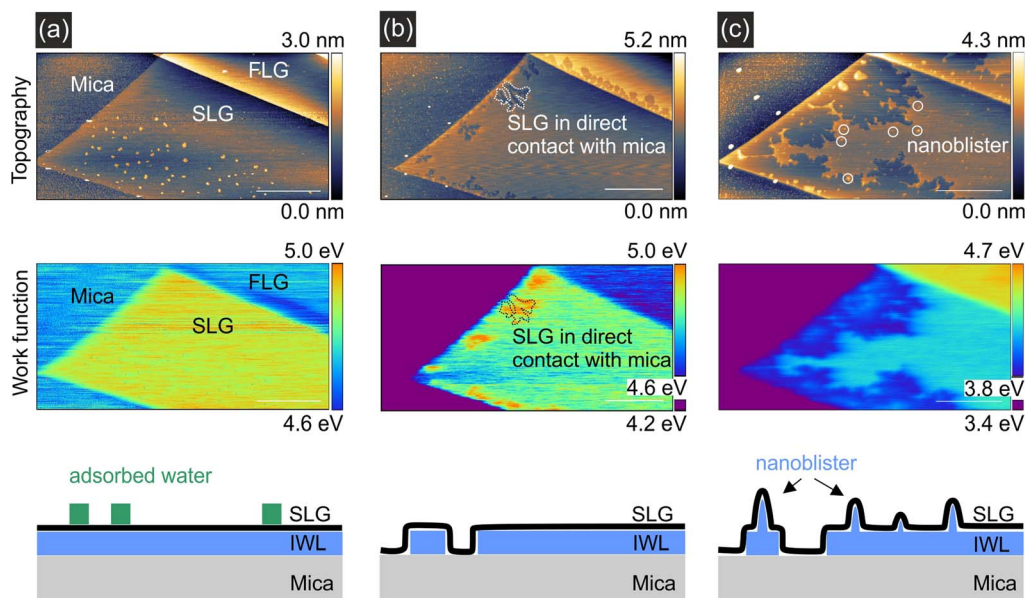 (a)
(b)
(c)
3.0 nm
5.2 nm
4.3 nm
Topography
Mica
FLG
SLG
SLG in direct
contact with mica
nanoblister
0.0 nm
0.0 nm
0.0 nm
5.0 eV
5.0 eV
4.7 eV
Work function
Mica
FLG
SLG
SLG in direct
contact with mica
4.6 eV
3.8 eV
4.6 eV
4.2 eV
3.4 eV
adsorbed water
SLG
IWL
Mica
SLG
IWL
Mica
nanoblister
SLG
IWL
Mica